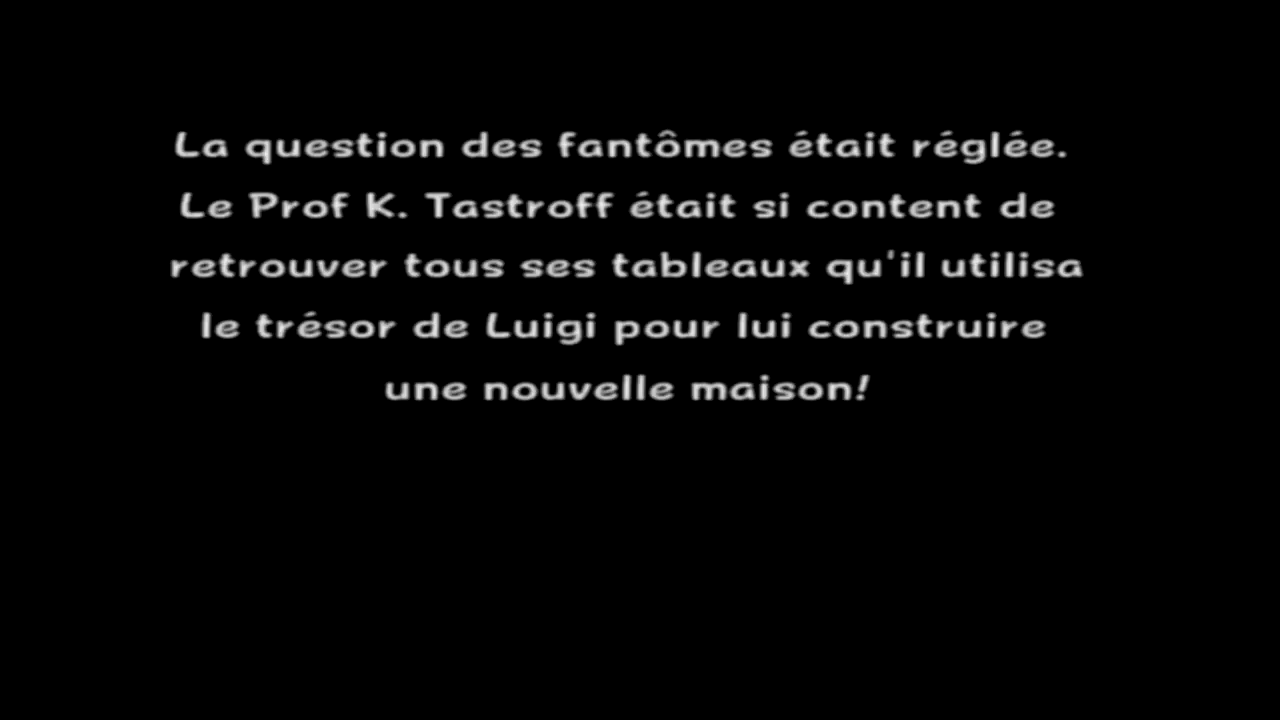 La question des fantômes était réglée.
Le Prof K. Tastroff était si content de
retrouver tous ses tableaux qu'il utilisa
le trésor de Luigi pour lui construire
une nouvelle maison!